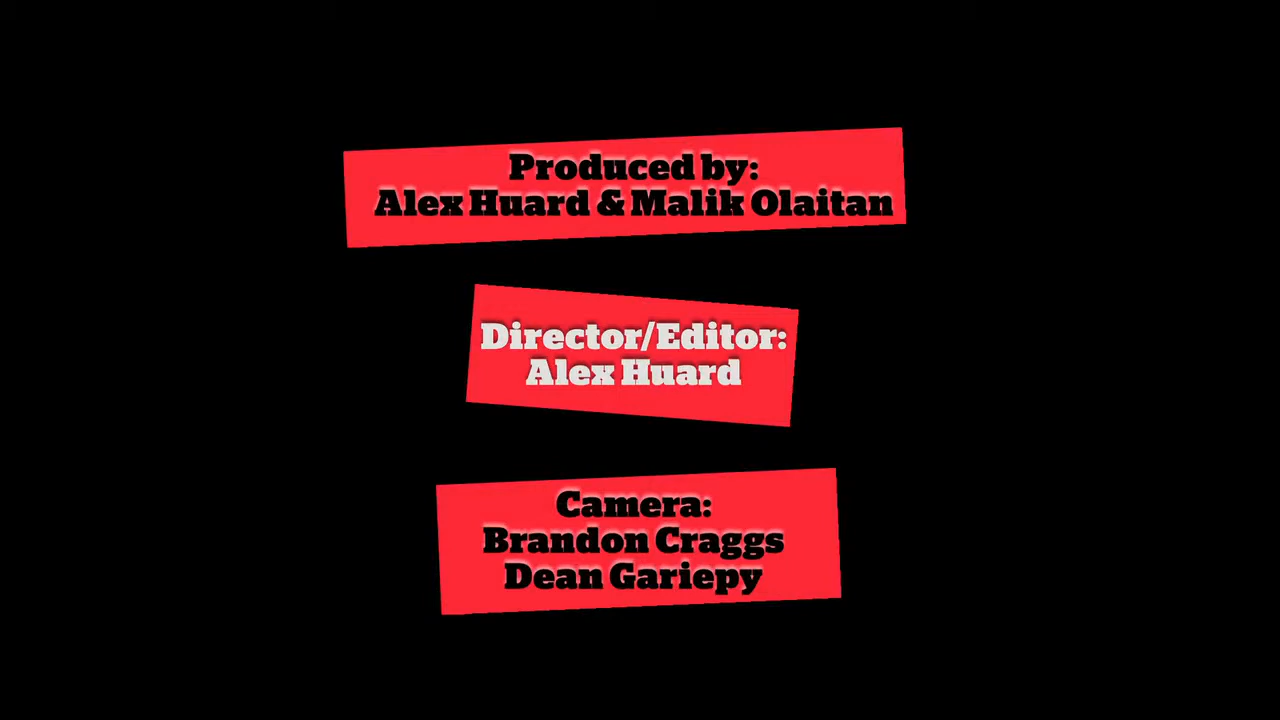 Produced by:
Alex Huard & Malik Olaitan
Director/Editor:
Alex Huard
Camera:
Brandon Craggs
Dean Gariepy